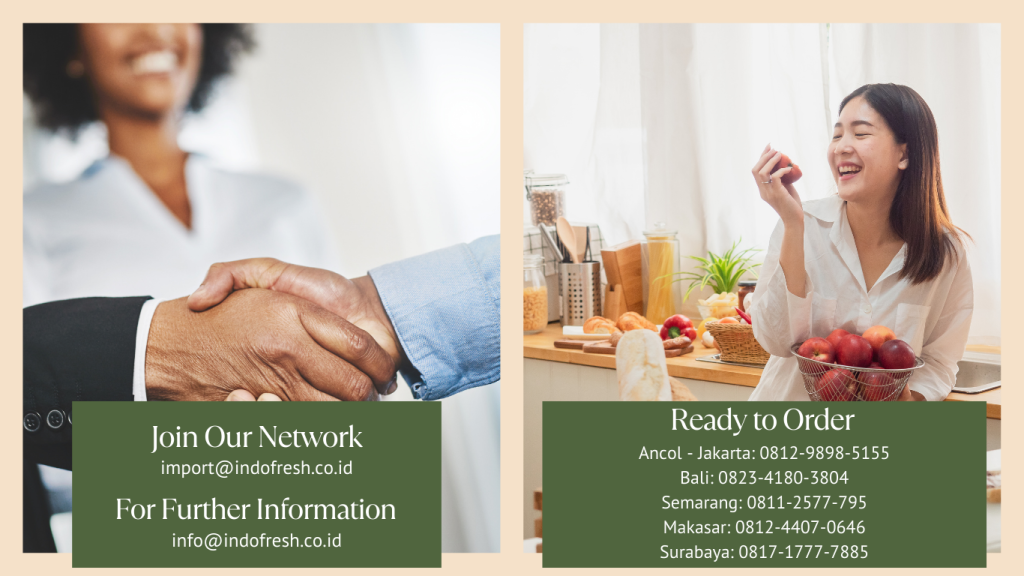 Join Our Network
import@indofresh.co.id
For Further Information
info@indofresh.co.id
Ready to Order
Ancol - Jakarta: 0812-9898-5155
Bali: 0823-4180-3804
Semarang: 0811-2577-795
Makasar: 0812-4407-0646
Surabaya: 0817-1777-7885